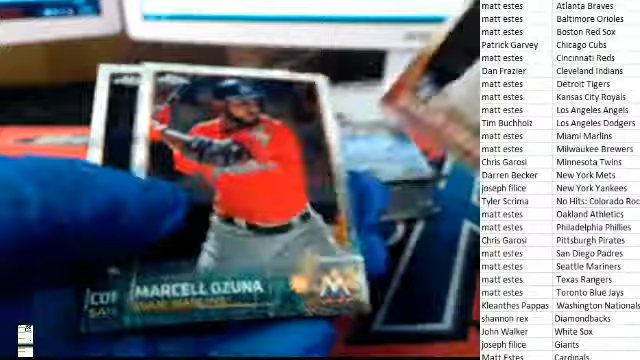 MARCELL OZUNA
MIAMI MARLINS
CUR
SAN
matt estes Atlanta Braves
matt estes Baltimore Orioles
matt estes Boston Red Sox
Patrick Garvey Chicago Cubs
matt estes Cincinnati Reds
Dan Frazier Cleveland Indians
matt estes Detroit Tigers
matt estes Kansas City Royals
matt estes Los Angeles Angels
Tim Buchholz Los Angeles Dodgers
matt estes Miami Marlins
matt estes Milwaukee Brewers
Chris Garosi Minnesota Twins
Darren Becker New York Mets
joseph filice New York Yankees
Tyler Scrima No Hits: Colorado Roc
matt estes Oakland Athletics
matt estes Philadelphia Phillies
Chris Garosi Pittsburgh Pirates
matt estes San Diego Padres
matt estes Seattle Mariners
matt estes Texas Rangers
matt estes Toronto Blue Jays
Kleanthes Pappas Washington Nationals
shannon rex Diamondbacks
John Walker White Sox
joseph filice Giants
Matt Estes Cardinals